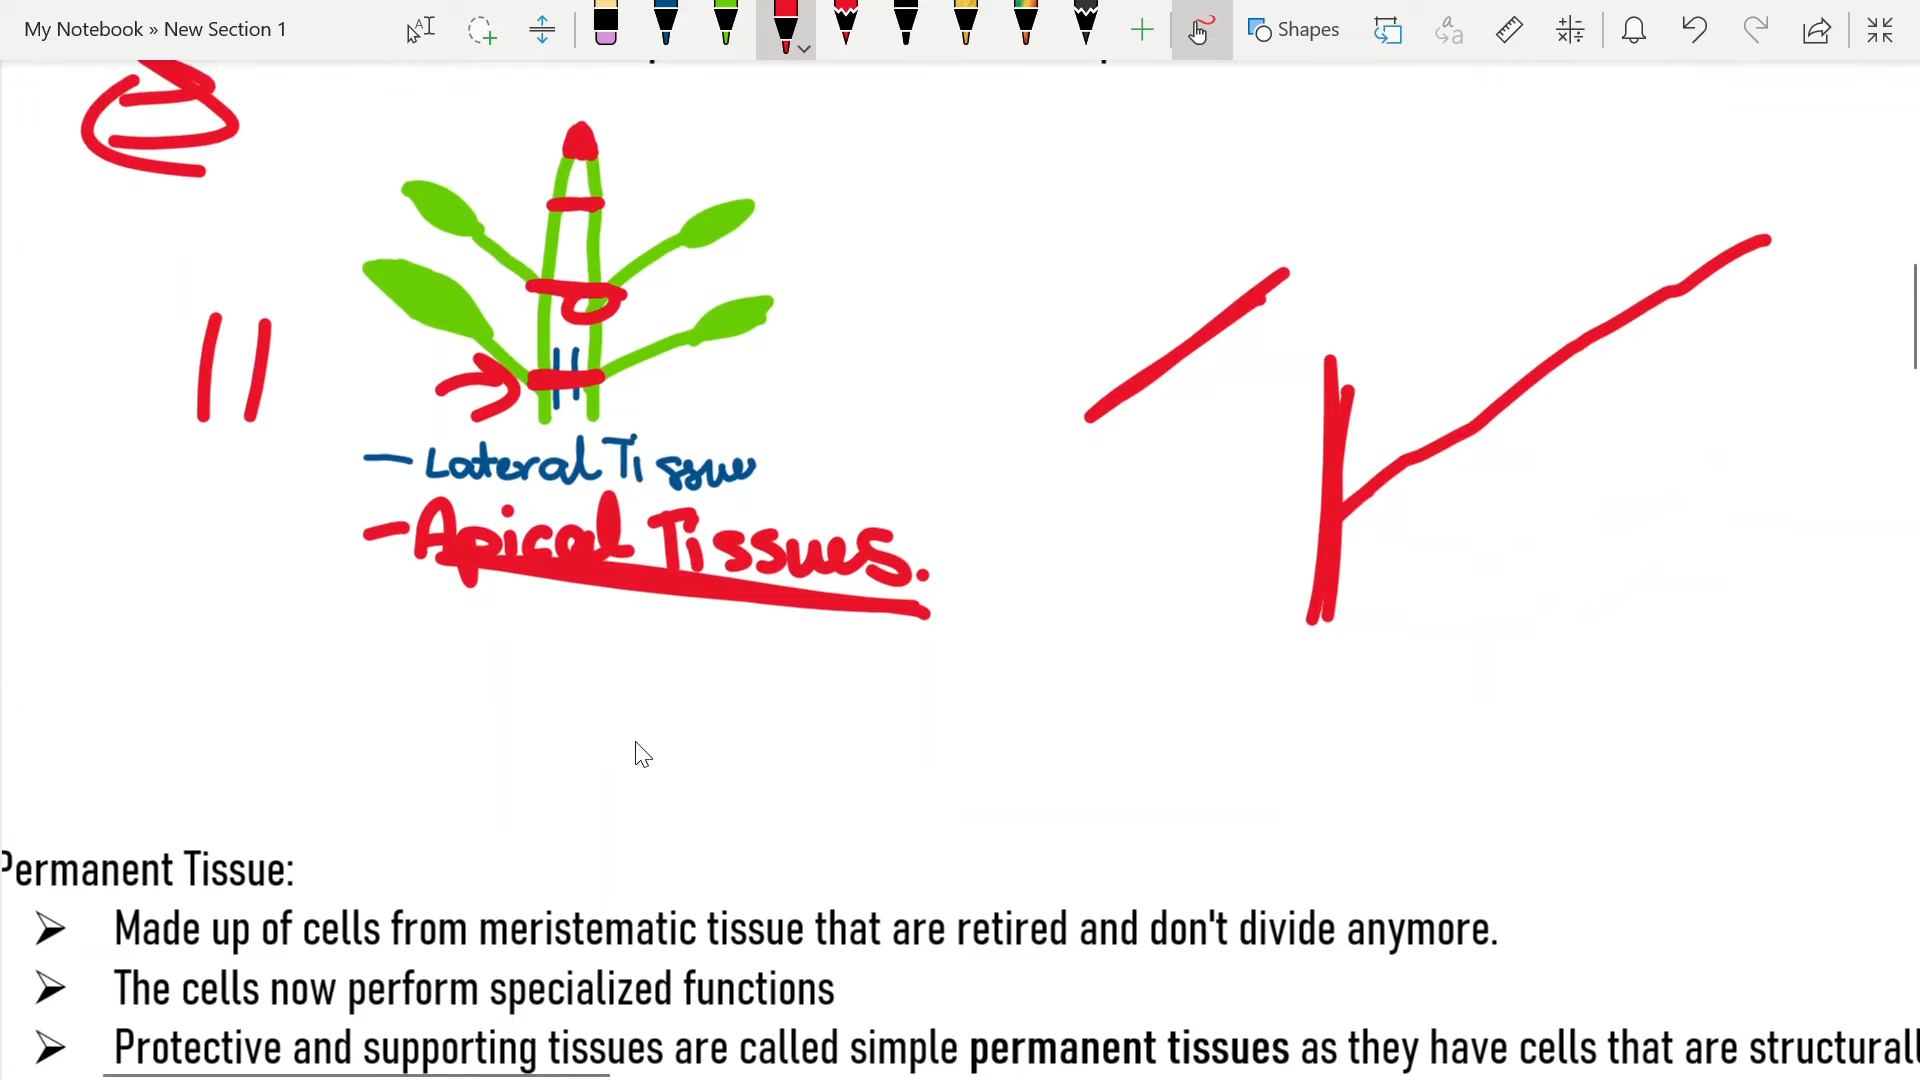 My Notebook » New Section 1
Shapes
- Lateral Tissue
- Apical Tissues.
Permanent Tissue:
➢ Made up of cells from meristematic tissue that are retired and don't divide anymore.
➢ The cells now perform specialized functions
➢ Protective and supporting tissues are called simple permanent tissues as they have cells that are structurall